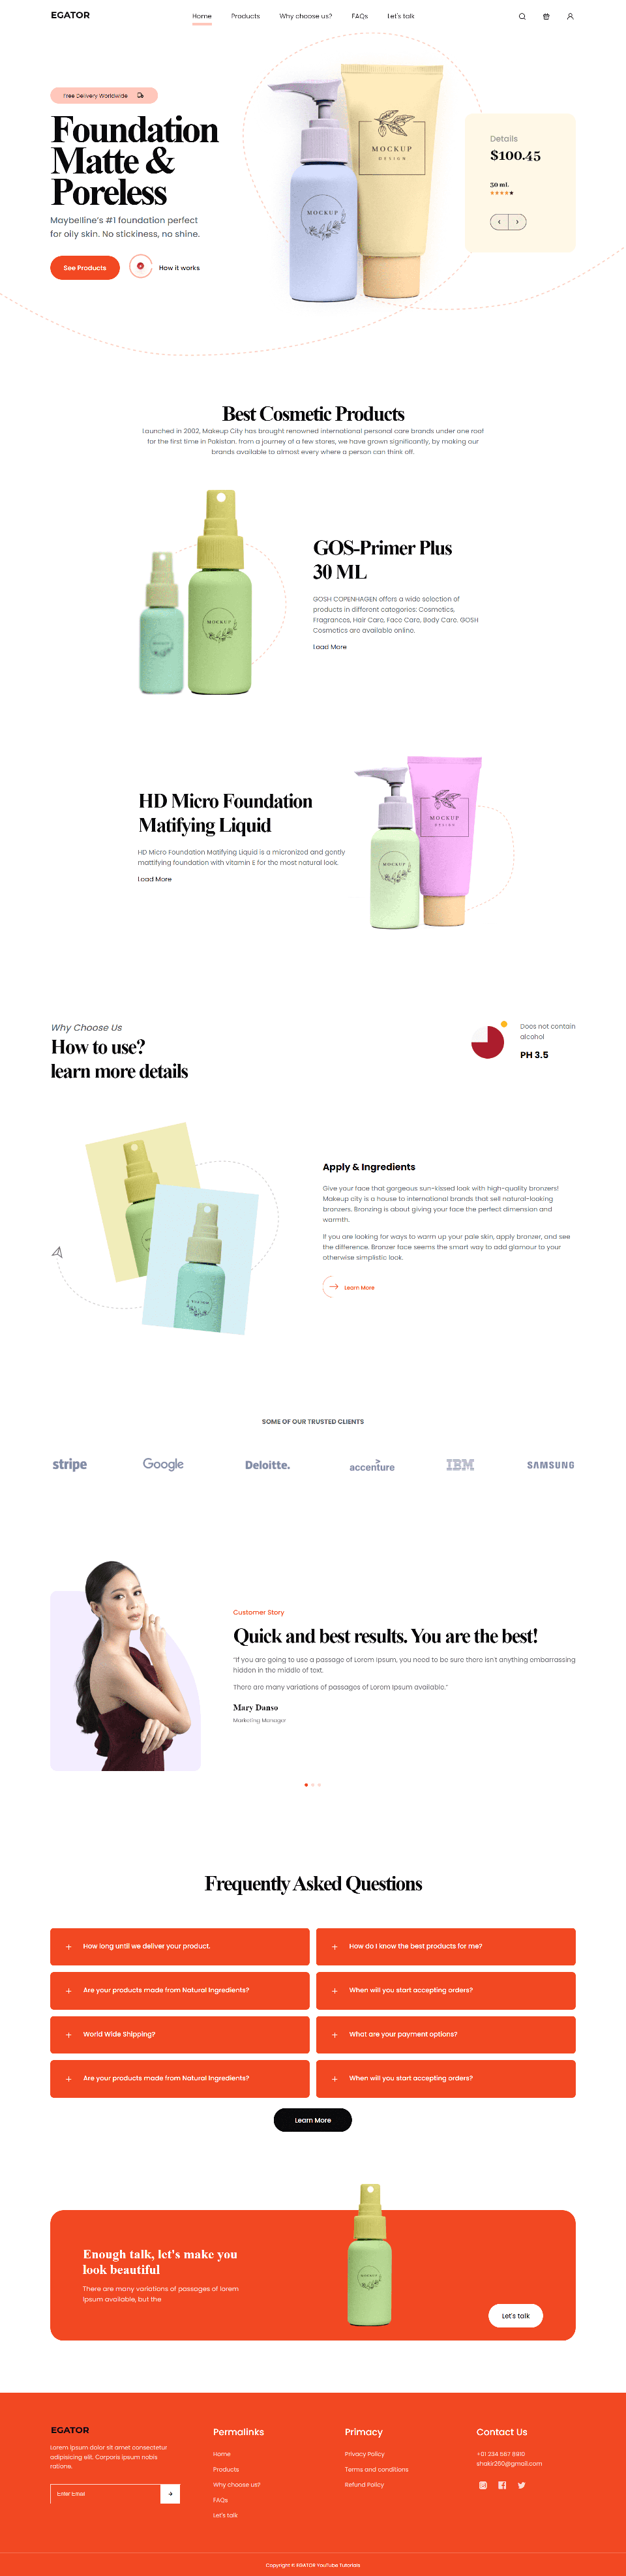 EGATOR
Home Products Why choose us? FAQs Let's talk
Free Delivery Worldwide
Foundation
Matte &
Poreless
Maybelline's #1 foundation perfect
for oily skin. No stickiness, no shine.
See Products
How it works
MOCKUP
DESIGN
MOCKUP
Details
$100.45
30 ml.
Best Cosmetic Products
Launched in 2002, Makeup City has brought renowned international personal care brands under one roof
for the first time in Pakistan. from a journey of a few stores, we have grown significantly, by making our
brands available to almost every where a person can think off.
MOCKUP
GOS-Primer Plus
30 ML
GOSH COPENHAGEN offers a wide selection of
products in different categories: Cosmetics,
Fragrances, Hair Care, Face Care, Body Care. GOSH
Cosmetics are available online.
Load More
HD Micro Foundation
Matifying Liquid
HD Micro Foundation Matifying Liquid is a micronized and gently
mattifying foundation with vitamin E for the most natural look.
Load More
MOCKUP
DESIGN
MOCKUP
Why Choose Us
How to use?
learn more details
Does not contain
alcohol
PH 3.5
Apply & Ingredients
Give your face that gorgeous sun-kissed look with high-quality bronzers!
Makeup city is a house to international brands that sell natural-looking
bronzers. Bronzing is about giving your face the perfect dimension and
warmth.
If you are looking for ways to warm up your pale skin, apply bronzer, and see
the difference. Bronzer face seems the smart way to add glamour to your
otherwise simplistic look.
Learn More
SOME OF OUR TRUSTED CLIENTS
stripe
Google
Deloitte.
accenture
IBM
SAMSUNG
Customer Story
Quick and best results. You are the best!
"If you are going to use a passage of Lorem Ipsum, you need to be sure there isn't anything embarrassing
hidden in the middle of text.
There are many variations of passages of Lorem Ipsum available."
Mary Danso
Marketing Manager
Frequently Asked Questions
How long until we deliver your product.
How do I know the best products for me?
Are your products made from Natural Ingredients?
When will you start accepting orders?
World Wide Shipping?
What are your payment options?
Are your products made from Natural Ingredients?
When will you start accepting orders?
Learn More
Enough talk, let's make you
look beautiful
There are many variations of passages of lorem
Ipsum available, but the
MOCKUP
Let's talk
EGATOR
Lorem ipsum dolor sit amet consectetur
adipisicing elit. Corporis ipsum nobis
rations.
Enter Email
Permalinks
Home
Products
Why choose us?
FAQs
Let's talk
Primacy
Privacy Policy
Terms and conditions
Refund Policy
Contact Us
+01 234 567 8910
shakir260@gmail.com
Copyright © EGATOR YouTube Tutorials